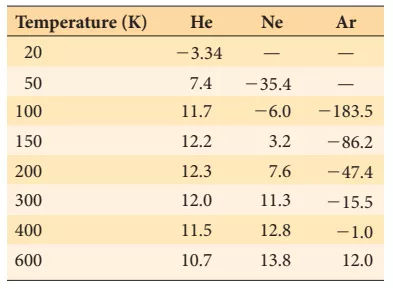 Temperature (K) He Ne Ar
20 −3.34 — —
50 7.4 −35.4 —
100 11.7 −6.0 −183.5
150 12.2 3.2 −86.2
200 12.3 7.6 −47.4
300 12.0 11.3 −15.5
400 11.5 12.8 −1.0
600 10.7 13.8 12.0